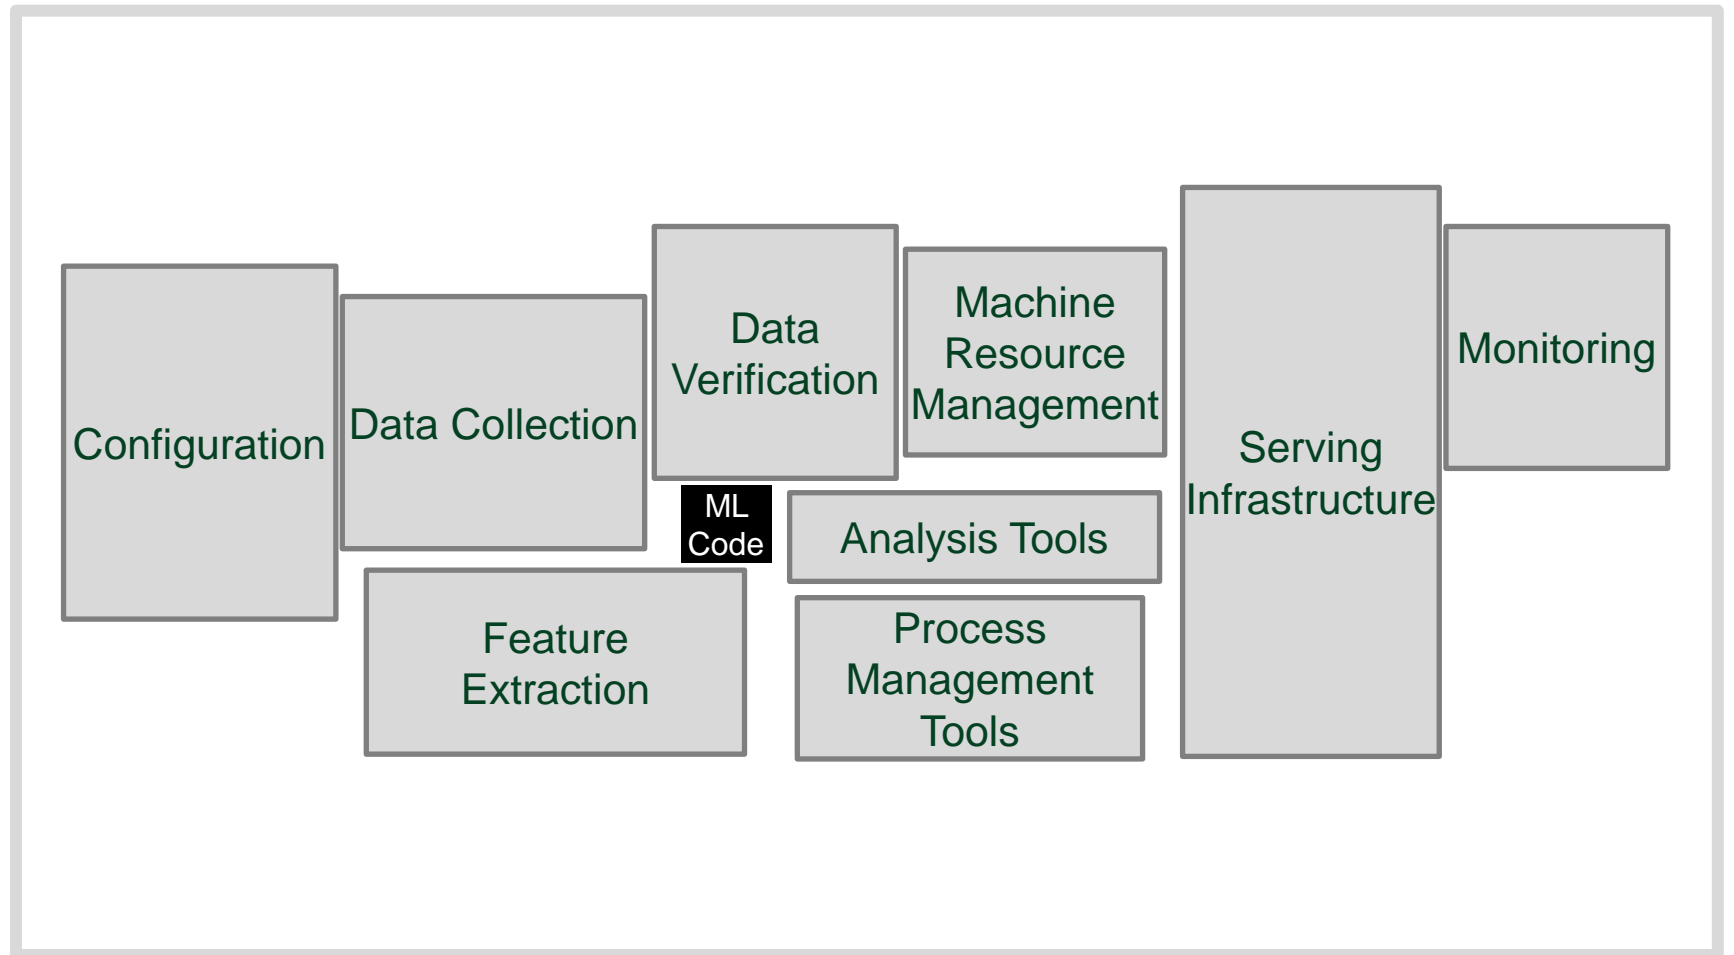 Configuration
Data Collection
Data
Verification
Machine
Resource
Management
Serving
Infrastructure
Monitoring
ML
Code
Analysis Tools
Feature
Extraction
Process
Management
Tools